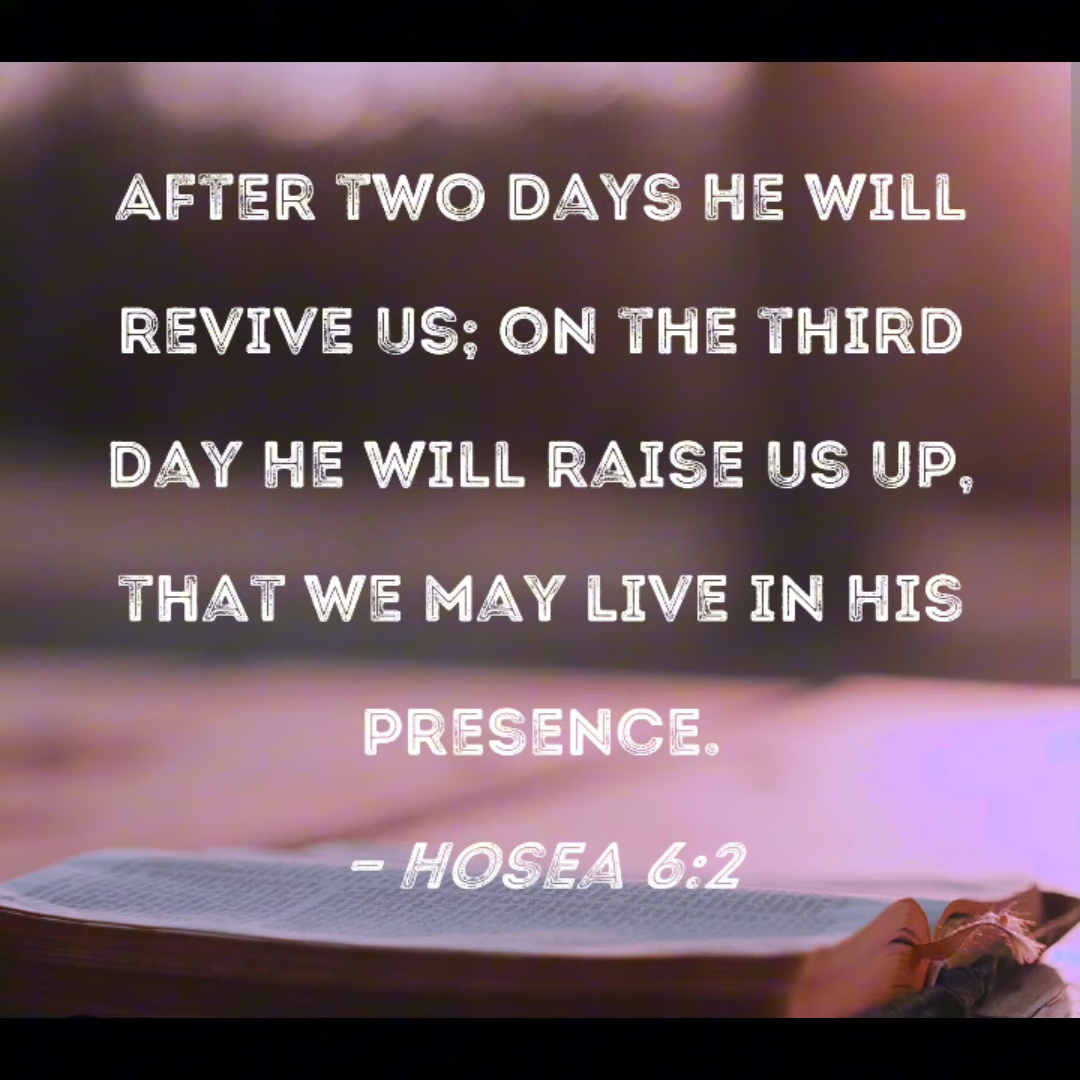 AFTER TWO DAYS HE WILL
REVIVE US; ON THE THIRD
DAY HE WILL RAISE US UP,
THAT WE MAY LIVE IN HIS
PRESENCE.
– HOSEA 6:2